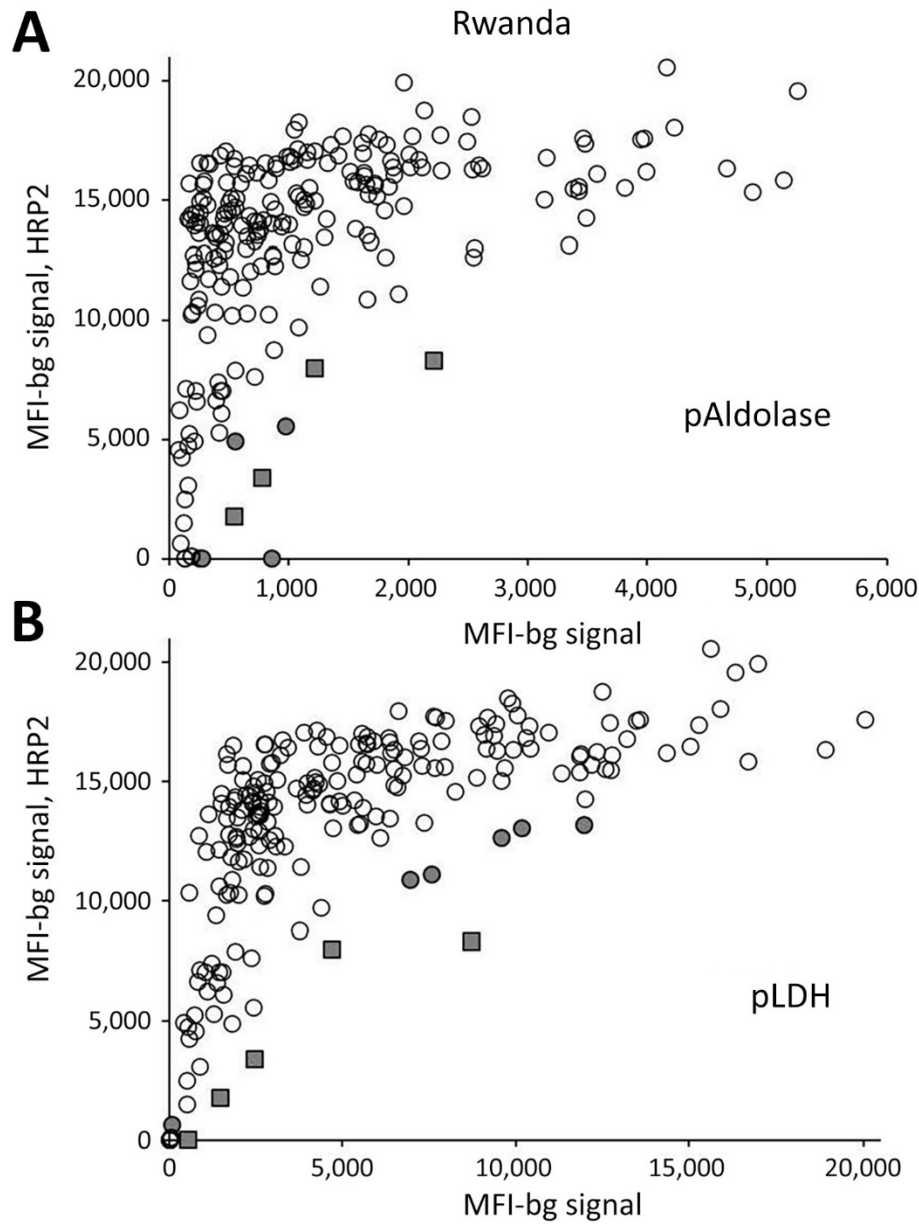 A
Rwanda
20,000
15,000
10,000
5,000
0
MFI-bg signal, HRP2
pAldolase
0 1,000 2,000 3,000 4,000 5,000 6,000
MFI-bg signal
B
20,000
15,000
10,000
5,000
0
MFI-bg signal, HRP2
pLDH
0 5,000 10,000 15,000 20,000
MFI-bg signal